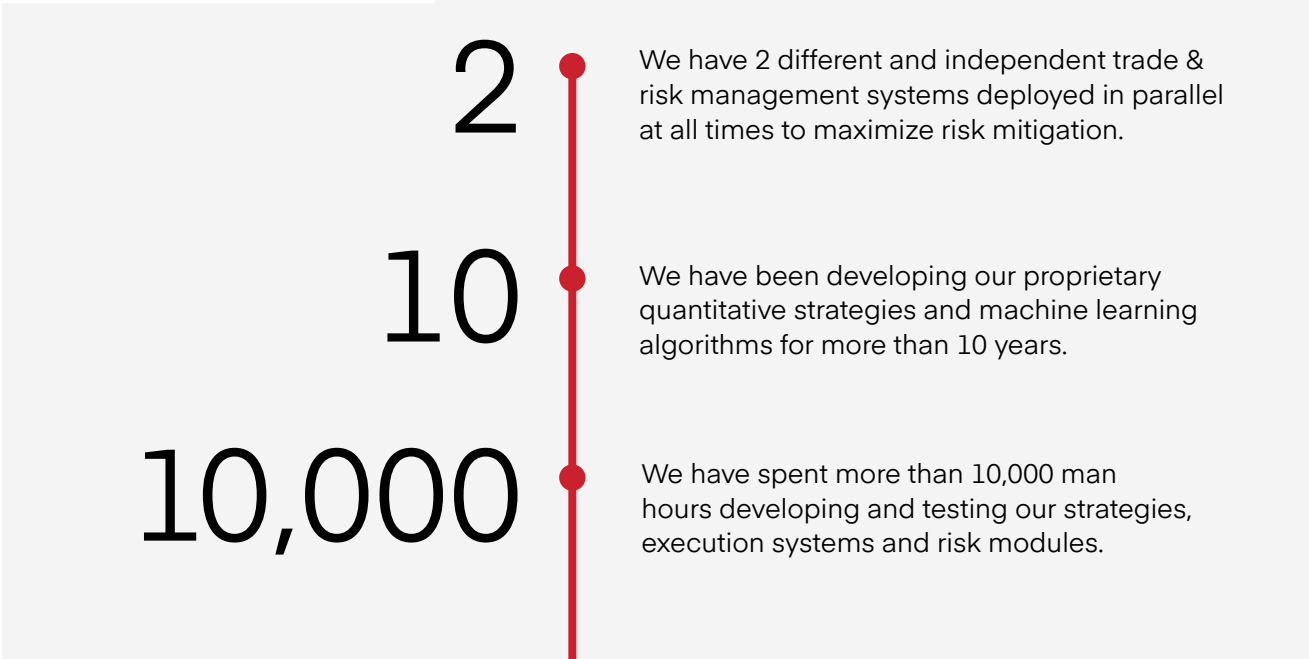 2
We have 2 different and independent trade &
risk management systems deployed in parallel
at all times to maximize risk mitigation.
10
We have been developing our proprietary
quantitative strategies and machine learning
algorithms for more than 10 years.
10,000
We have spent more than 10,000 man
hours developing and testing our strategies,
execution systems and risk modules.